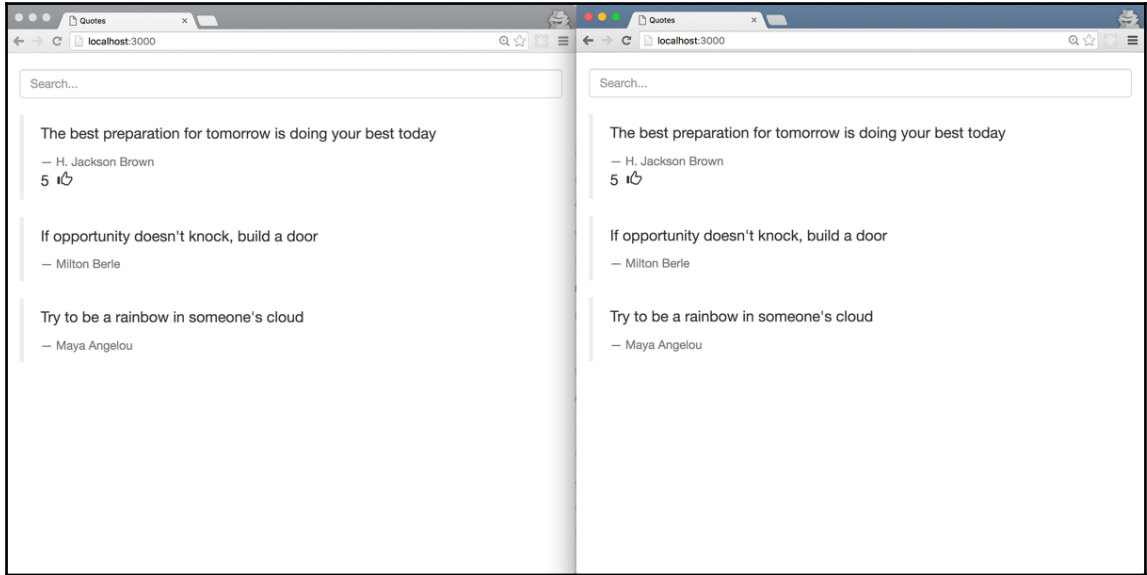 Quotes
localhost:3000
Search...
The best preparation for tomorrow is doing your best today
— H. Jackson Brown
5
If opportunity doesn't knock, build a door
— Milton Berle
Try to be a rainbow in someone's cloud
— Maya Angelou
Quotes
localhost:3000
Search...
The best preparation for tomorrow is doing your best today
— H. Jackson Brown
5
If opportunity doesn't knock, build a door
— Milton Berle
Try to be a rainbow in someone's cloud
— Maya Angelou